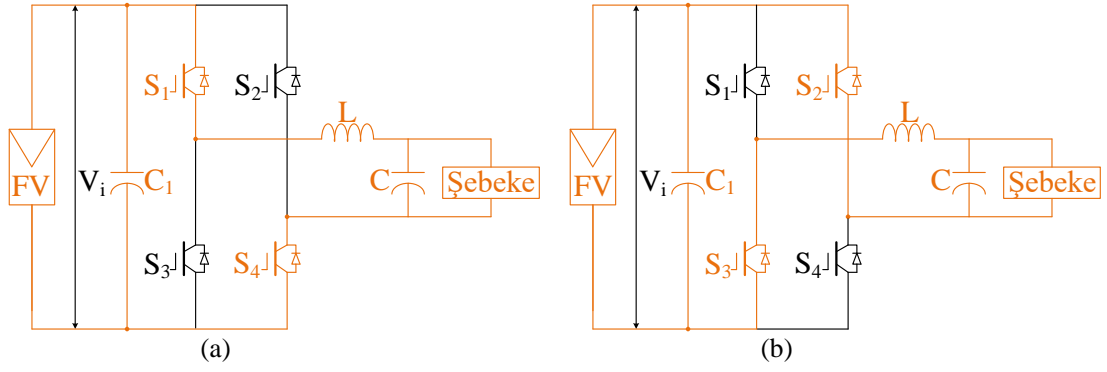 S₁
S₂
L
FV
Vᵢ
C₁
C
Şebeke
S₃
S₄
(a)
S₁
S₂
L
FV
Vᵢ
C₁
C
Şebeke
S₃
S₄
(b)